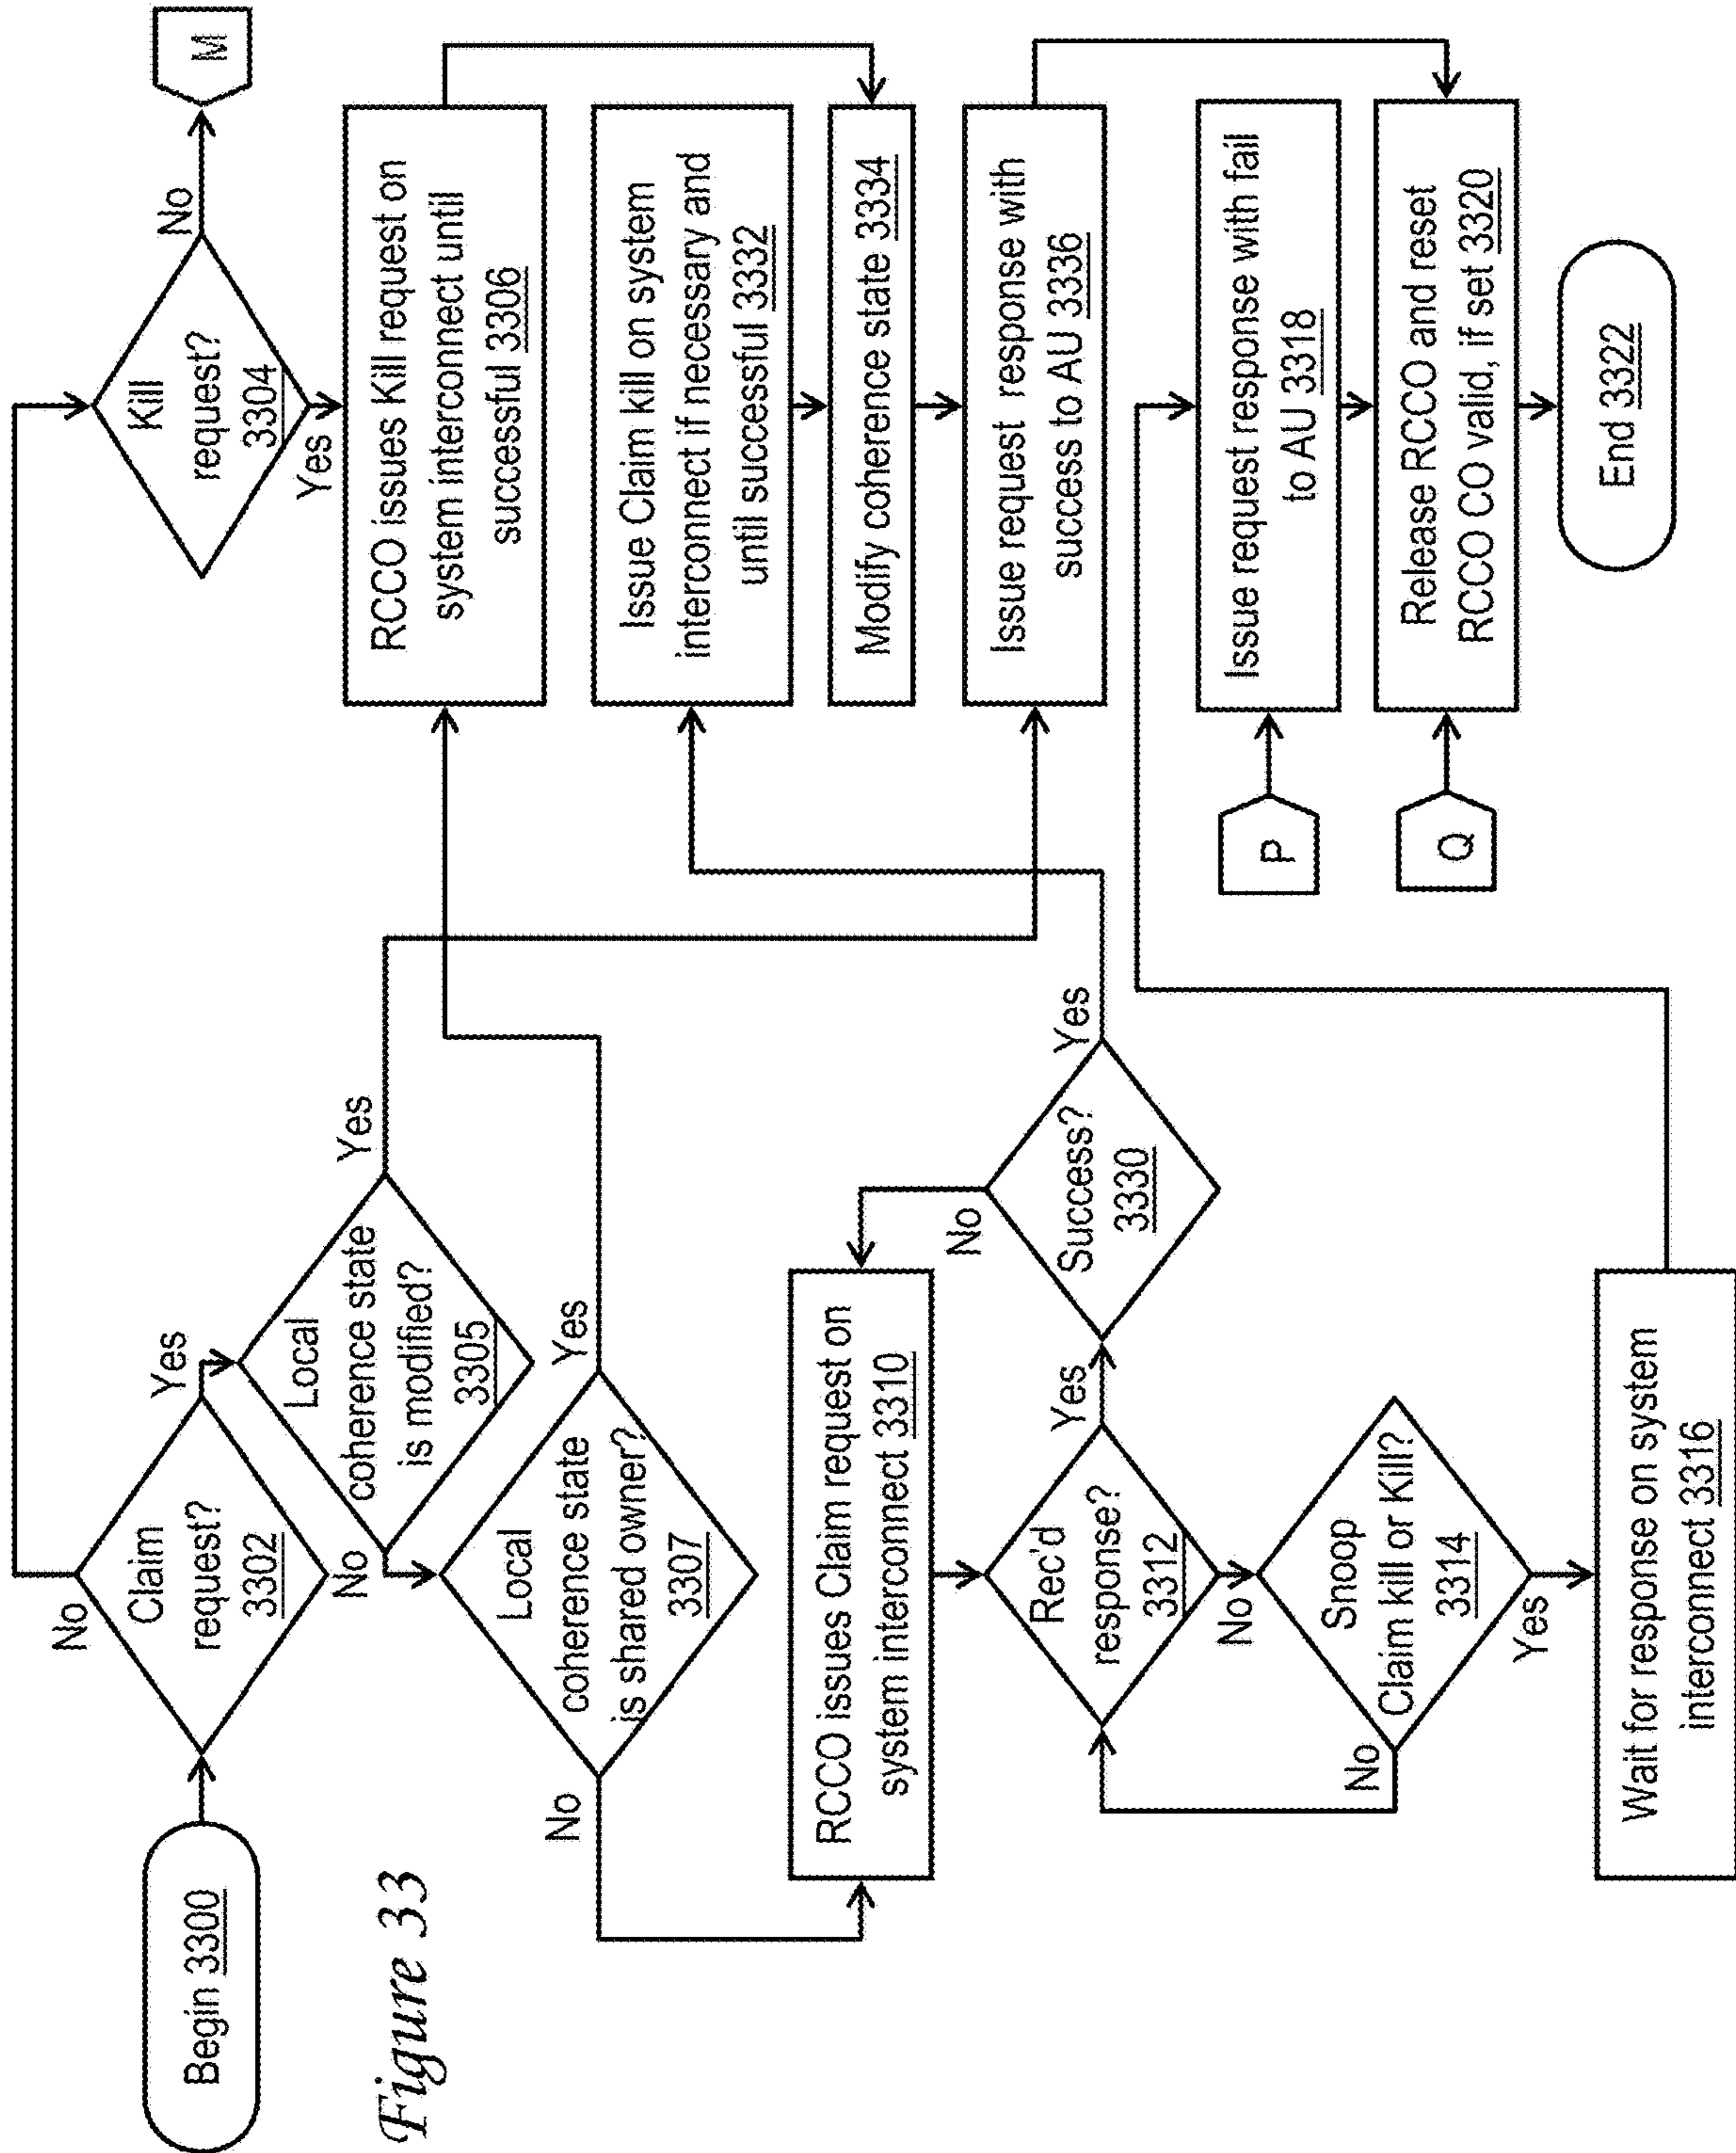 Figure 33
Begin 3300
Claim
request?
3302
No
Yes
Kill
request?
3304
No
M
Yes
Local
coherence state
is modified?
3305
Yes
No
Local
coherence state
is shared owner?
3307
Yes
No
RCCO issues Kill request on
system interconnect until
successful 3306
RCCO issues Claim request on
system interconnect 3310
Rec'd
response?
3312
Yes
No
Success?
3330
No
Yes
Snoop
Claim kill or Kill?
3314
No
Yes
Wait for response on system
interconnect 3316
Issue Claim kill on system
interconnect if necessary and
until successful 3332
Modify coherence state 3334
Issue request response with
success to AU 3336
P
Issue request response with fail
to AU 3318
Q
Release RCCO and reset
RCCO CO valid, if set 3320
End 3322